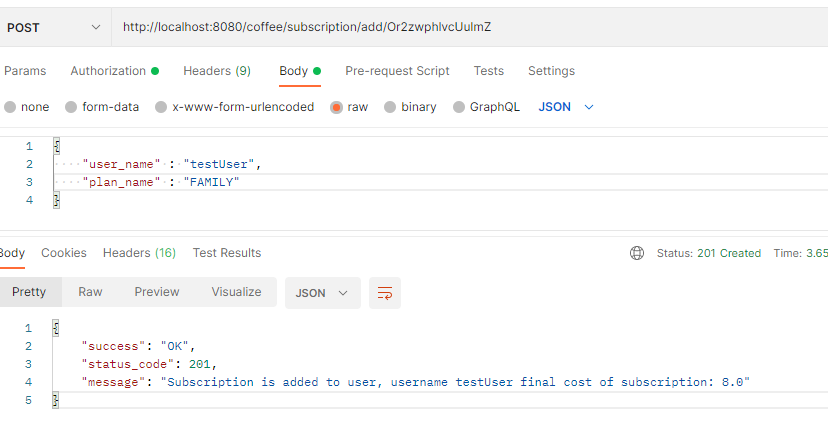 POST http://localhost:8080/coffee/subscription/add/Or2zwphlvcUulmZ
Params Authorization Headers (9) Body Pre-request Script Tests Settings
none form-data x-www-form-urlencoded raw binary GraphQL JSON
1 {
2 "user_name" : "testUser",
3 "plan_name" : "FAMILY"
4 }
Body Cookies Headers (16) Test Results Status: 201 Created Time: 3.65
Pretty Raw Preview Visualize JSON
1 {
2 "success": "OK",
3 "status_code": 201,
4 "message": "Subscription is added to user, username testUser final cost of subscription: 8.0"
5 }